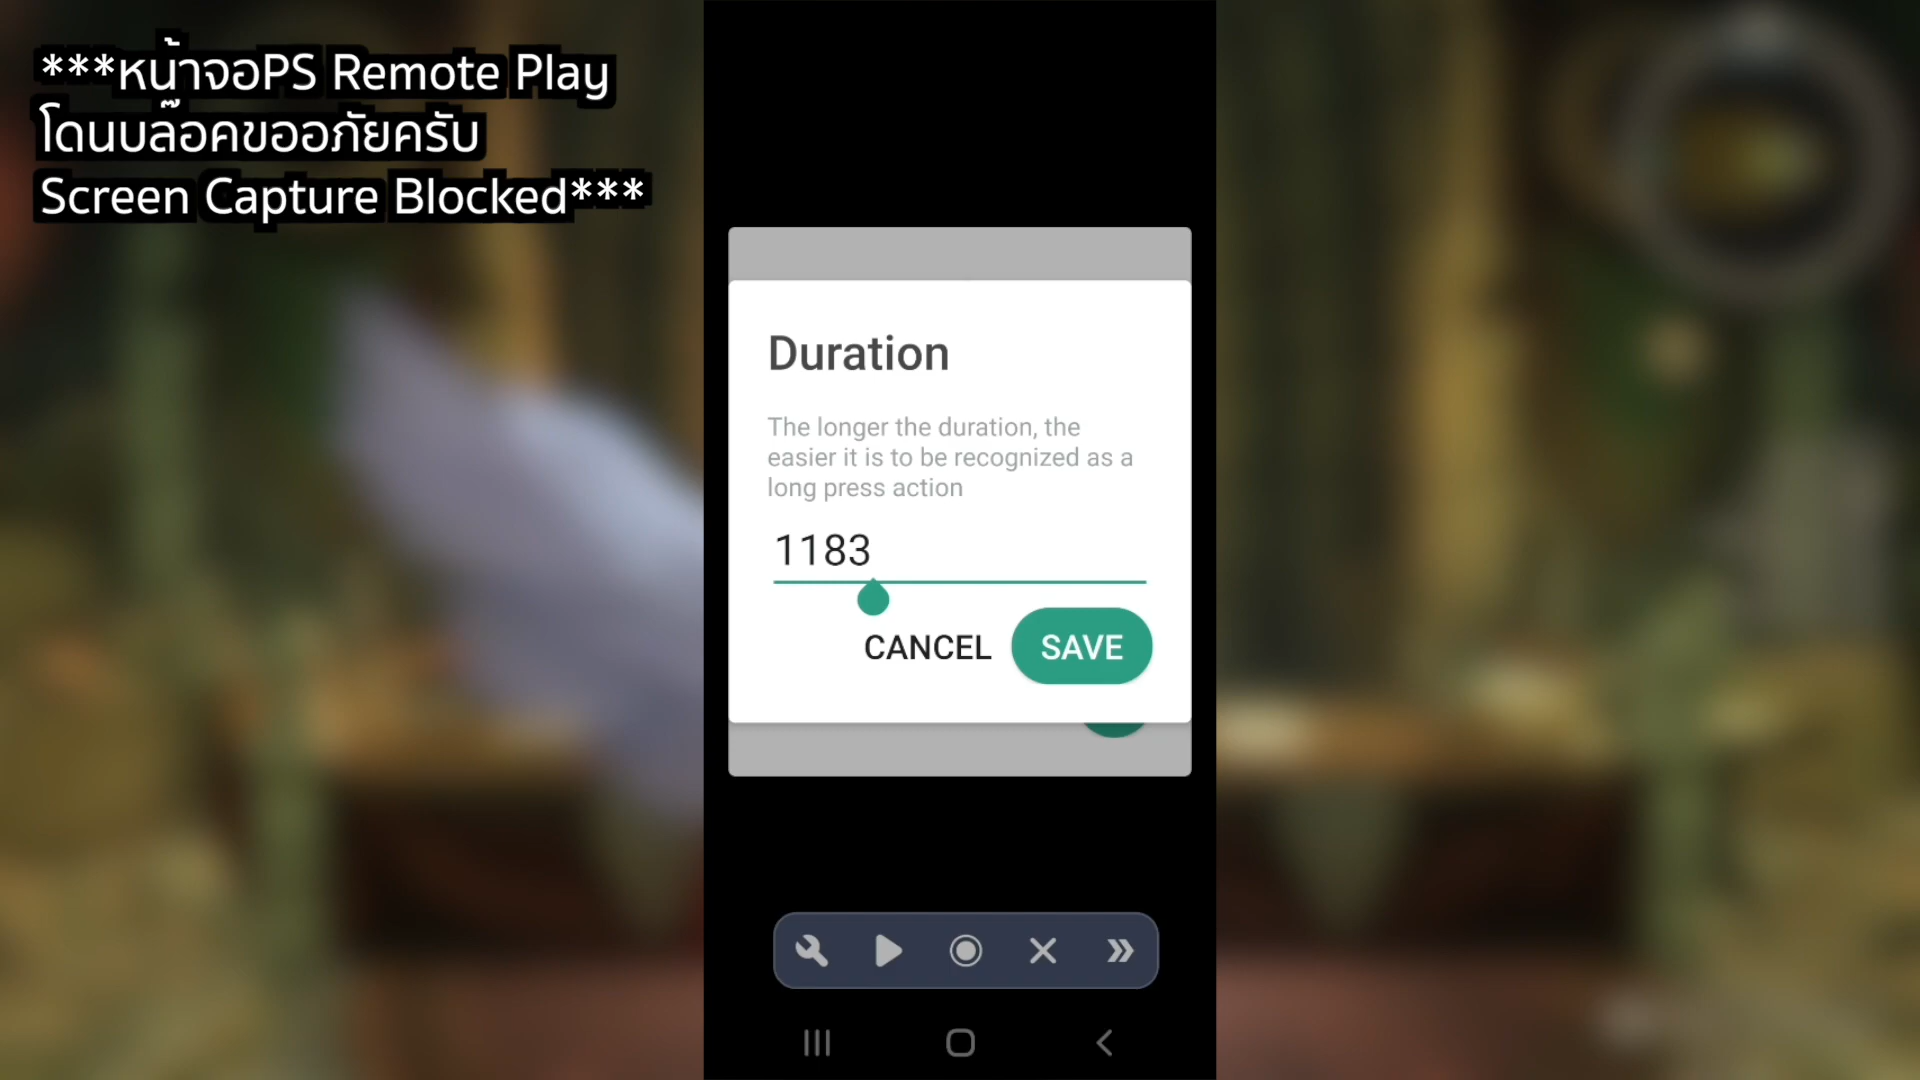 ***หน้าจอPS Remote Play
โดนบล๊อคขออภัยครับ
Screen Capture Blocked***
Duration
The longer the duration, the
easier it is to be recognized as a
long press action
1183
CANCEL SAVE